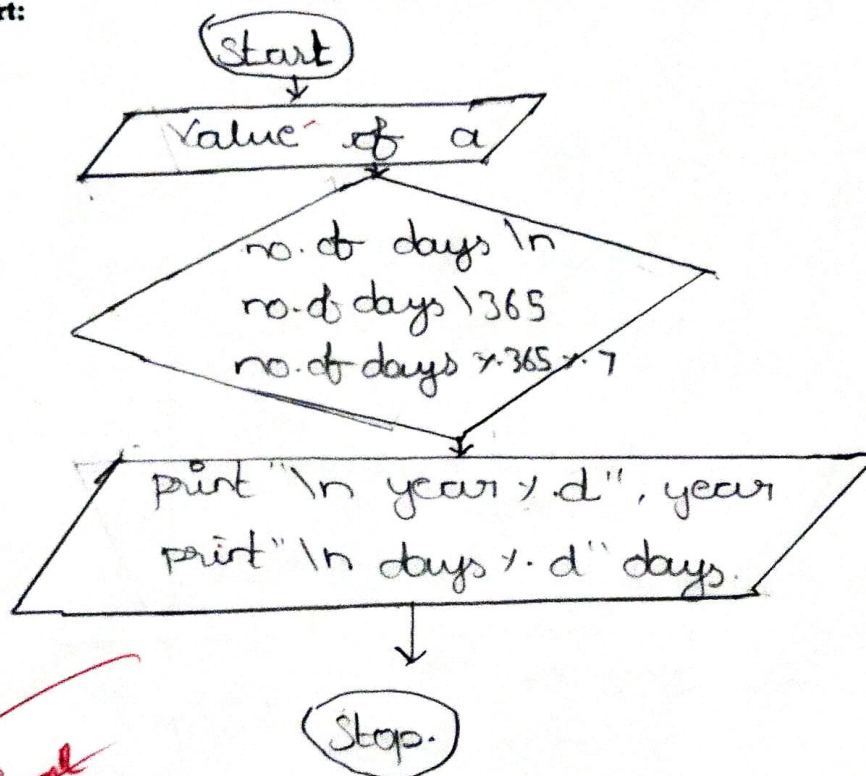 rt:
Start
Value of a
no. of days \n
no. of days \365
no. of days %365 % 7
print "\n year %d", year
print "\n days %d" days.
Stop.